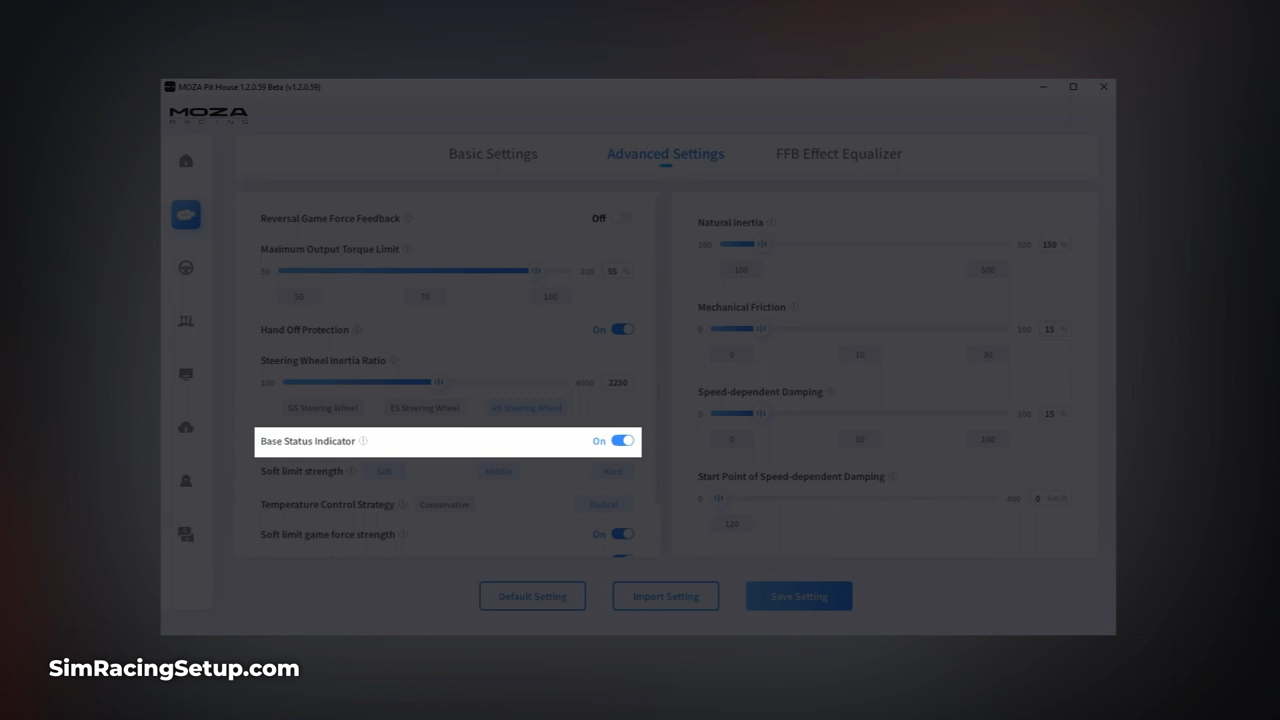 MOZA Pit House 1.2.0.59 Beta (v1.2.0.59)
MOZA
RACING
Basic Settings
Advanced Settings
FFB Effect Equalizer
Reversal Game Force Feedback
Off
Maximum Output Torque Limit
50
100
95 %
50
70
100
Hand Off Protection
On
Steering Wheel Inertia Ratio
100
4000
2250
GS Steering Wheel
ES Steering Wheel
Base Status Indicator
On
Soft limit strength
Soft
Middle
Hard
Temperature Control Strategy
Conservative
Radical
Soft limit game force strength
On
Natural Inertia
100
500
150 %
100
500
Mechanical Friction
0
100
15 %
0
10
30
Speed-dependent Damping
0
100
15 %
0
50
100
Start Point of Speed-dependent Damping
0
400
0 Km/h
120
Default Setting
Import Setting
Save Setting
SimRacingSetup.com